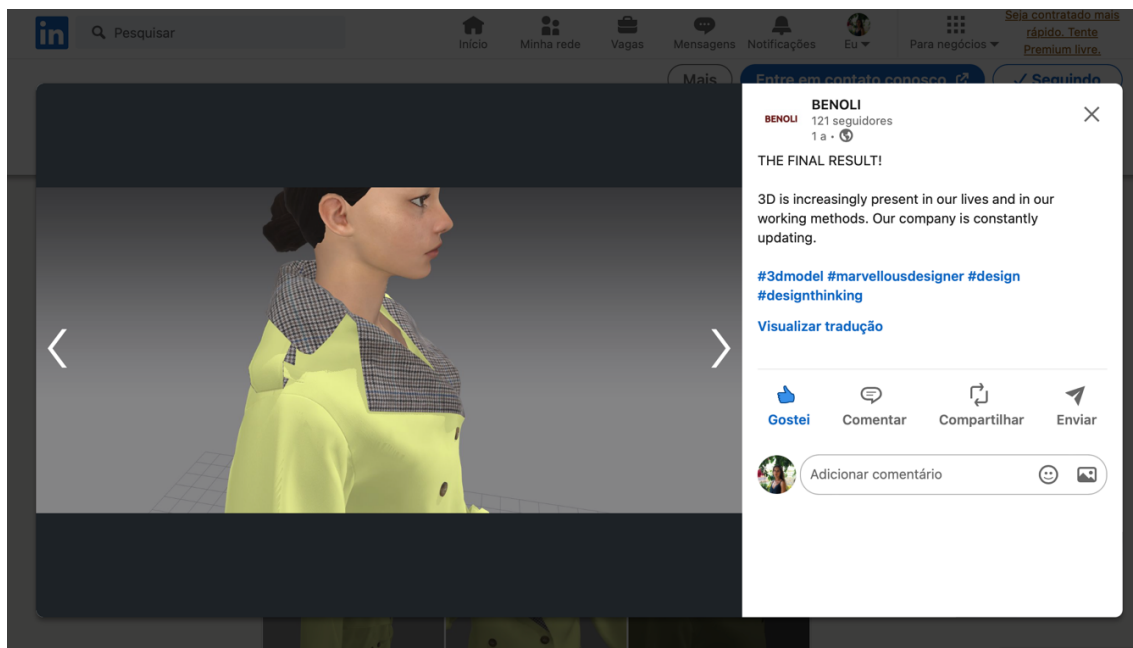 in
Pesquisar
Início
Minha rede
Vagas
Mensagens
Notificações
Eu
Para negócios
Seja contratado mais
rápido. Tente
Premium livre.
Mais
Entre em contato conosco
Seguindo
BENOLI
BENOLI
121 seguidores
1 a •
THE FINAL RESULT!
3D is increasingly present in our lives and in our
working methods. Our company is constantly
updating.
#3dmodel #marvellousdesigner #design
#designthinking
Visualizar tradução
Gostei
Comentar
Compartilhar
Enviar
Adicionar comentário